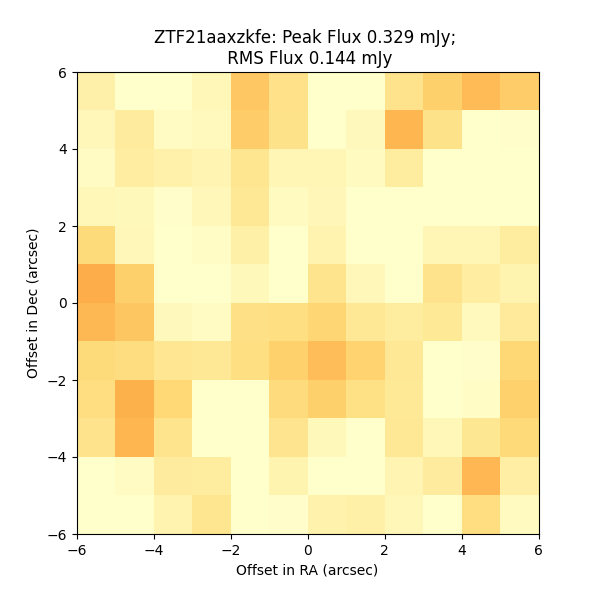 ZTF21aaxzkfe: Peak Flux 0.329 mJy;
RMS Flux 0.144 mJy
6
4
2
0
−2
−4
−6
Offset in Dec (arcsec)
−6 −4 −2 0 2 4 6
Offset in RA (arcsec)